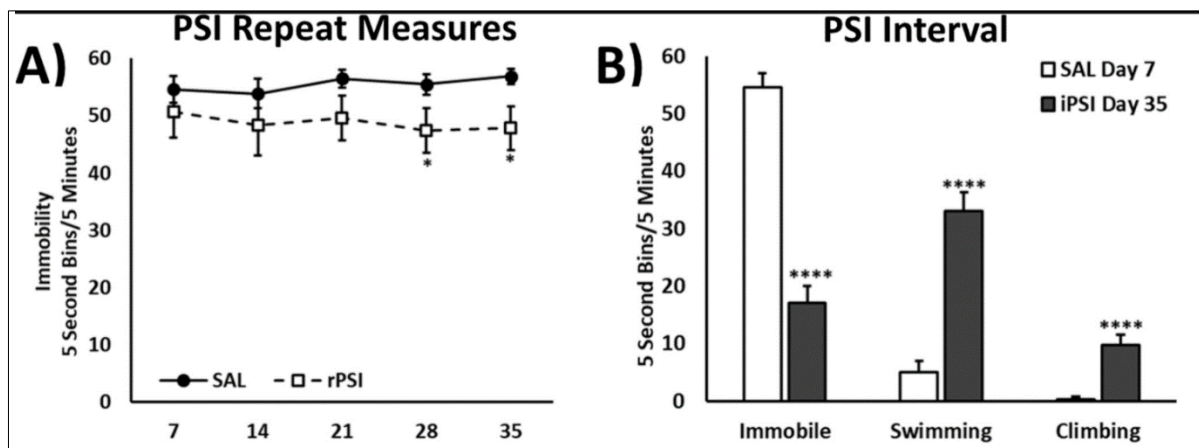 PSI Repeat Measures
A)
Immobility
5 Second Bins/5 Minutes
60
50
40
30
20
10
0
* *
SAL rPSI
7 14 21 28 35
PSI Interval
B)
5 Second Bins/5 Minutes
60
50
40
30
20
10
0
SAL Day 7
iPSI Day 35
****
****
****
Immobile Swimming Climbing